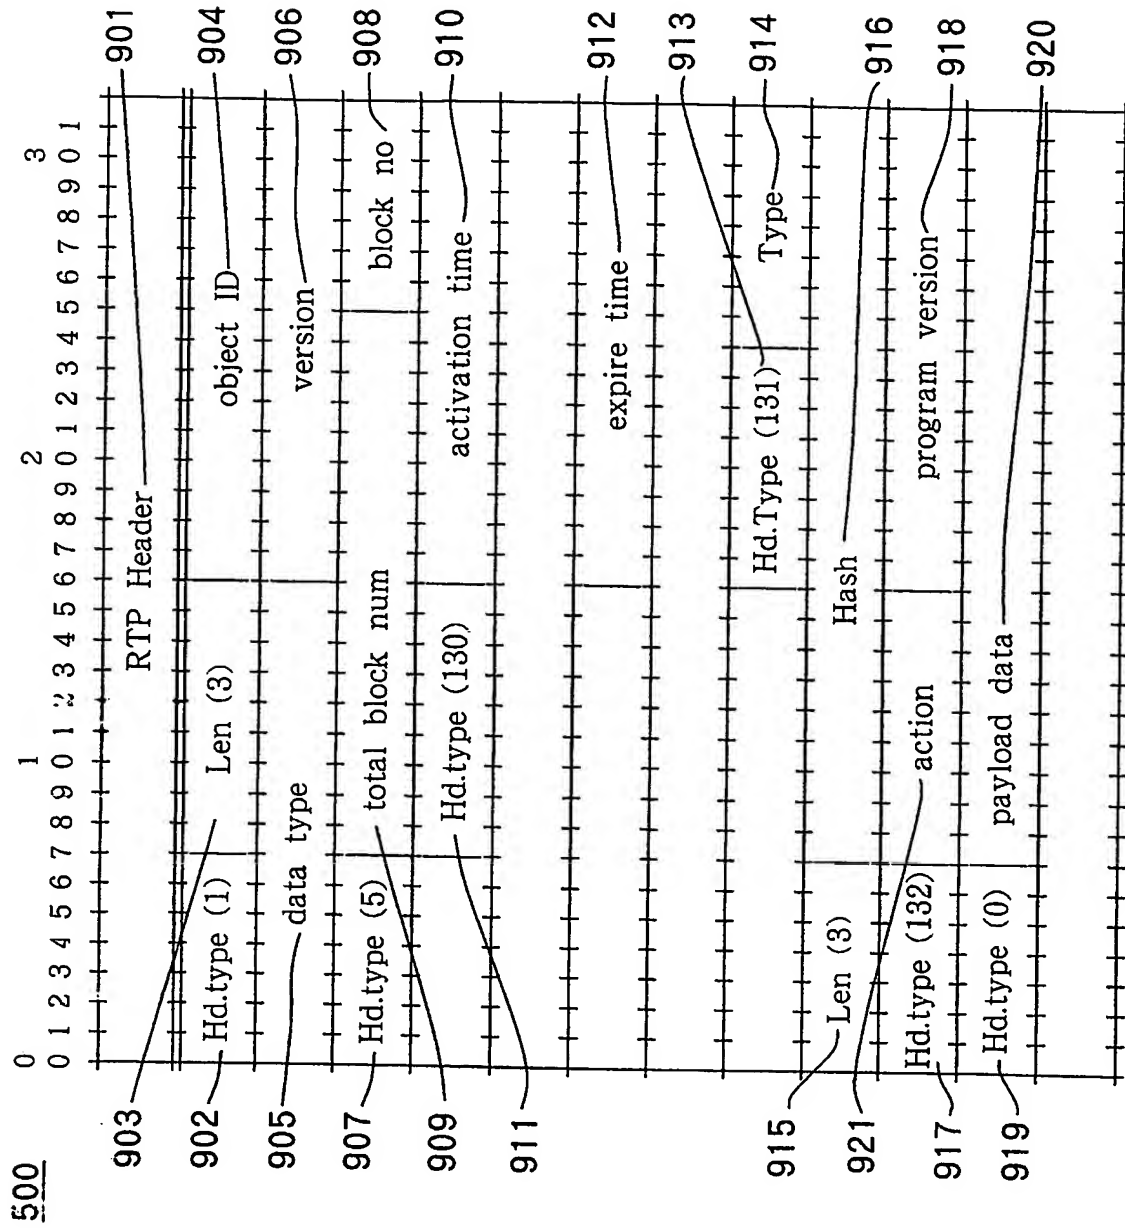 500
0 1 2 3
0 1 2 3 4 5 6 7 8 9 0 1 2 3 4 5 6 7 8 9 0 1 2 3 4 5 6 7 8 9 0 1
RTP Header 901
903
902 Hd.type (1) Len (3) object ID 904
905 data type version 906
907 Hd.type (5) total block num block no 908
909
911 Hd.type (130) activation time 910
expire time 912
913
Hd.Type (131) Type 914
915 Len (3) Hash 916
921 action
917 Hd.type (132) program version 918
919 Hd.type (0) payload data 920